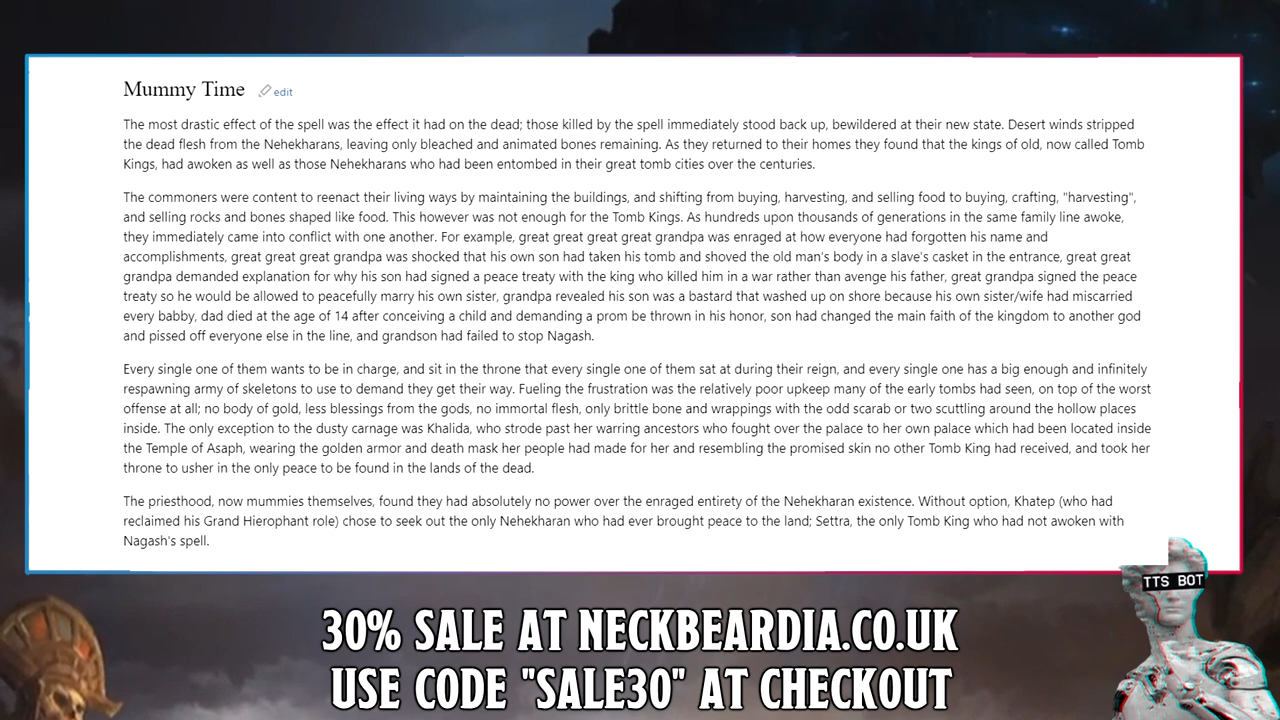 Mummy Time edit
The most drastic effect of the spell was the effect it had on the dead; those killed by the spell immediately stood back up, bewildered at their new state. Desert winds stripped
the dead flesh from the Nehekharans, leaving only bleached and animated bones remaining. As they returned to their homes they found that the kings of old, now called Tomb
Kings, had awoken as well as those Nehekharans who had been entombed in their great tomb cities over the centuries.
The commoners were content to reenact their living ways by maintaining the buildings, and shifting from buying, harvesting, and selling food to buying, crafting, "harvesting",
and selling rocks and bones shaped like food. This however was not enough for the Tomb Kings. As hundreds upon thousands of generations in the same family line awoke,
they immediately came into conflict with one another. For example, great great great great grandpa was enraged at how everyone had forgotten his name and
accomplishments, great great great grandpa was shocked that his own son had taken his tomb and shoved the old man's body in a slave's casket in the entrance, great great
grandpa demanded explanation for why his son had signed a peace treaty with the king who killed him in a war rather than avenge his father, great grandpa signed the peace
treaty so he would be allowed to peacefully marry his own sister, grandpa revealed his son was a bastard that washed up on shore because his own sister/wife had miscarried
every babby, dad died at the age of 14 after conceiving a child and demanding a prom be thrown in his honor, son had changed the main faith of the kingdom to another god
and pissed off everyone else in the line, and grandson had failed to stop Nagash.
Every single one of them wants to be in charge, and sit in the throne that every single one of them sat at during their reign, and every single one has a big enough and infinitely
respawning army of skeletons to use to demand they get their way. Fueling the frustration was the relatively poor upkeep many of the early tombs had seen, on top of the worst
offense at all; no body of gold, less blessings from the gods, no immortal flesh, only brittle bone and wrappings with the odd scarab or two scuttling around the hollow places
inside. The only exception to the dusty carnage was Khalida, who strode past her warring ancestors who fought over the palace to her own palace which had been located inside
the Temple of Asaph, wearing the golden armor and death mask her people had made for her and resembling the promised skin no other Tomb King had received, and took her
throne to usher in the only peace to be found in the lands of the dead.
The priesthood, now mummies themselves, found they had absolutely no power over the enraged entirety of the Nehekharan existence. Without option, Khatep (who had
reclaimed his Grand Hierophant role) chose to seek out the only Nehekharan who had ever brought peace to the land; Settra, the only Tomb King who had not awoken with
Nagash's spell.
TTS BOT
30% SALE AT NECKBEARDIA.CO.UK
USE CODE "SALE30" AT CHECKOUT